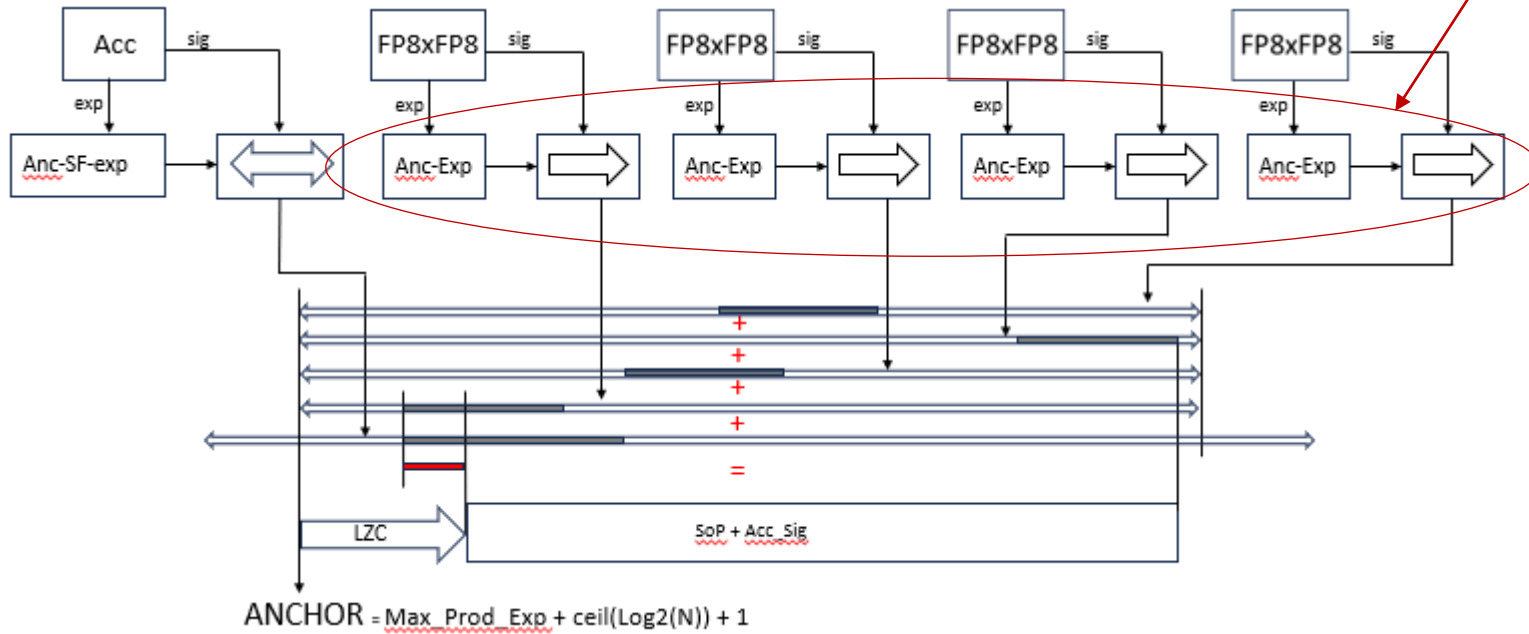 Acc
sig
FP8xFP8
sig
FP8xFP8
sig
FP8xFP8
sig
FP8xFP8
sig
exp
exp
exp
exp
exp
Anc-SF-exp
Anc-Exp
Anc-Exp
Anc-Exp
Anc-Exp
+
+
+
+
=
LZC
SoP + Acc_Sig
ANCHOR = Max_Prod_Exp + ceil(Log2(N)) + 1